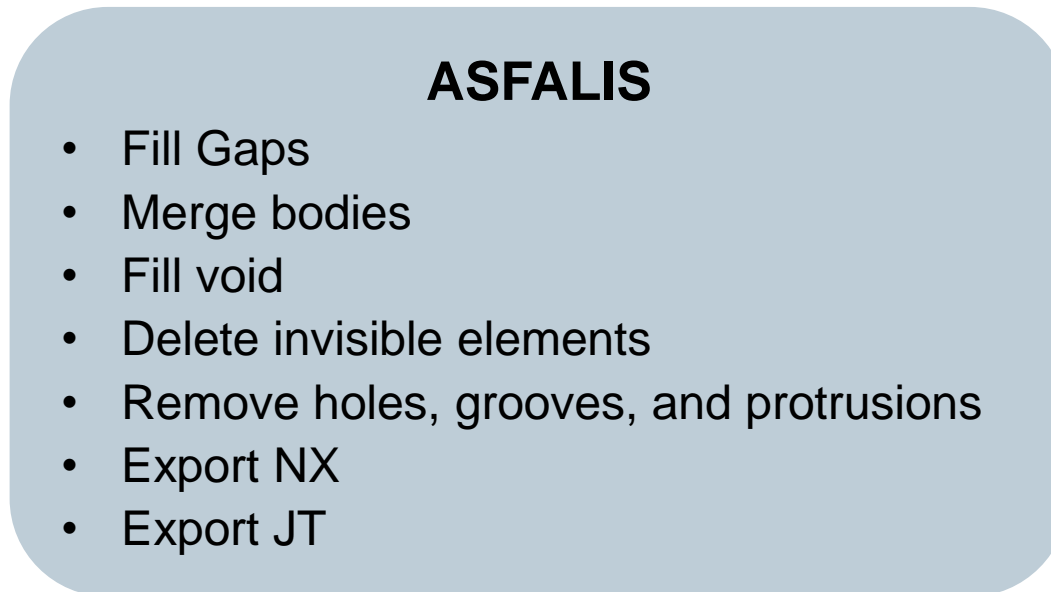 ASFALIS
• Fill Gaps
• Merge bodies
• Fill void
• Delete invisible elements
• Remove holes, grooves, and protrusions
• Export NX
• Export JT